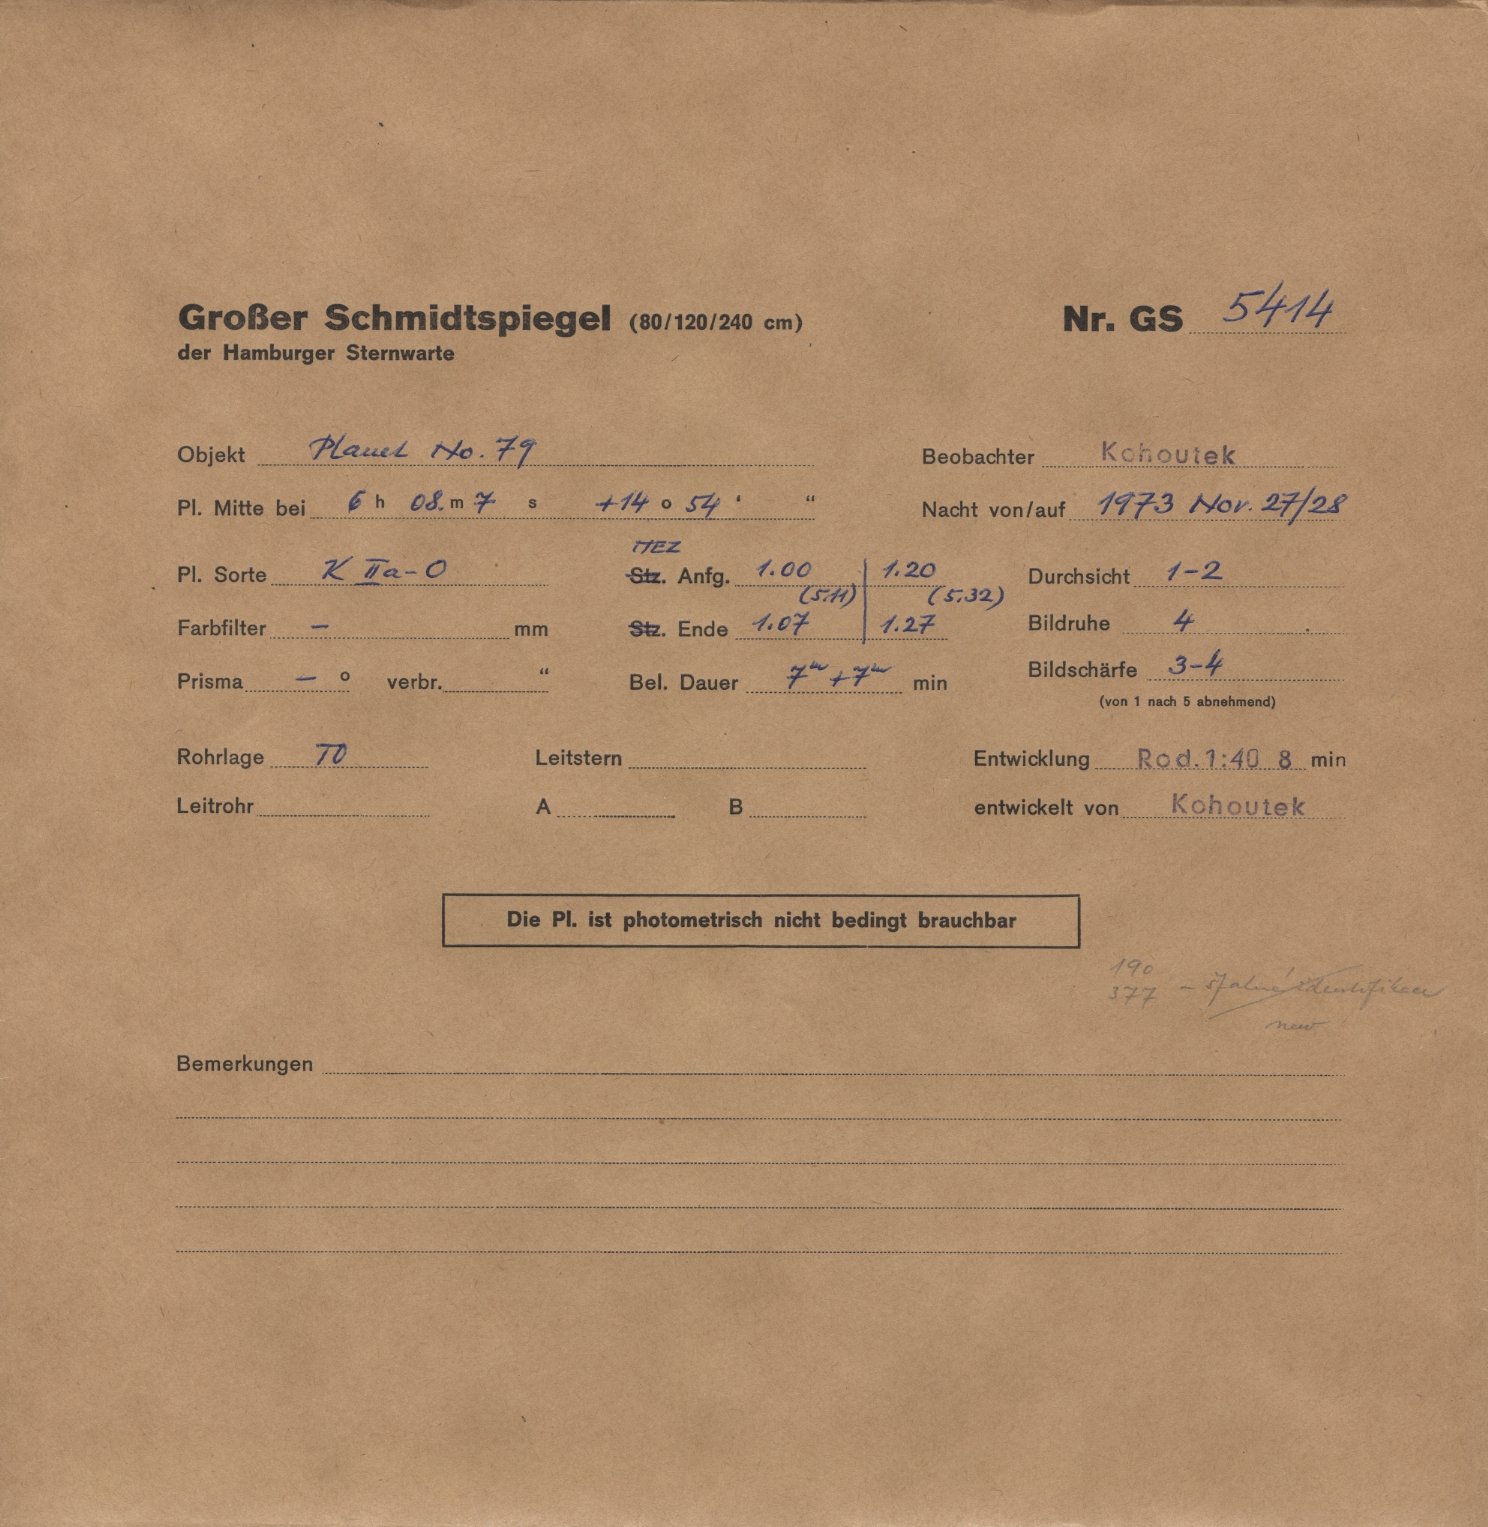 Großer Schmidtspiegel (80/120/240 cm) Nr. GS 5414
der Hamburger Sternwarte
Objekt Planet No. 79 Beobachter Kohoutek
Pl. Mitte bei 6 h 08. m 7 s +14 o 54 ' " Nacht von/auf 1973 Nov. 27/28
MEZ
Pl. Sorte K IIa-O Stz. Anfg. 1.00 1.20 Durchsicht 1-2
(5.11) (5.32)
Farbfilter – mm Stz. Ende 1.07 1.27 Bildruhe 4
Prisma – o verbr. " Bel. Dauer 7m + 7m min Bildschärfe 3-4
(von 1 nach 5 abnehmend)
Rohrlage TO Leitstern Entwicklung Rod. 1:40 8 min
Leitrohr A B entwickelt von Kohoutek
Die Pl. ist photometrisch nicht bedingt brauchbar
190
377 –
new
Bemerkungen